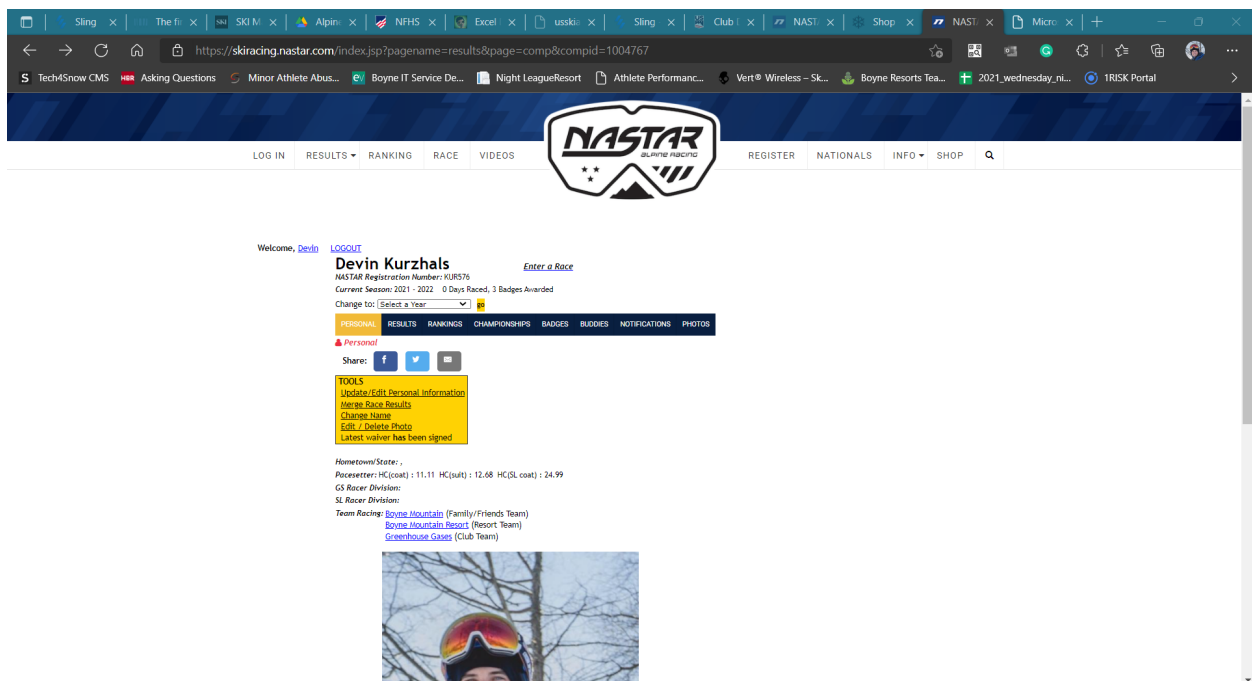 Sling
The fi
SKI M
Alpine
NFHS
Excel
usskia
Sling
Club
NAST
Shop
NAST
Micro
https://skiracing.nastar.com/index.jsp?pagename=results&page=comp&compid=1004767
Tech4Snow CMS
Asking Questions
Minor Athlete Abus...
Boyne IT Service De...
Night LeagueResort
Athlete Performanc...
Vert® Wireless – Sk...
Boyne Resorts Tea...
2021_wednesday_ni...
1RISK Portal
NASTAR
ALPINE RACING
LOG IN RESULTS RANKING RACE VIDEOS REGISTER NATIONALS INFO SHOP
Welcome, Devin LOGOUT
Devin Kurzhals Enter a Race
NASTAR Registration Number: KUR576
Current Season: 2021 - 2022 0 Days Raced, 3 Badges Awarded
Change to: Select a Year go
PERSONAL RESULTS RANKINGS CHAMPIONSHIPS BADGES BUDDIES NOTIFICATIONS PHOTOS
Personal
Share:
TOOLS
Update/Edit Personal Information
Merge Race Results
Change Name
Edit / Delete Photo
Latest waiver has been signed
Hometown/State: ,
Pacesetter: HC(coat) : 11.11 HC(suit) : 12.68 HC(SL coat) : 24.99
GS Racer Division:
SL Racer Division:
Team Racing: Boyne Mountain (Family/Friends Team)
Boyne Mountain Resort (Resort Team)
Greenhouse Gases (Club Team)